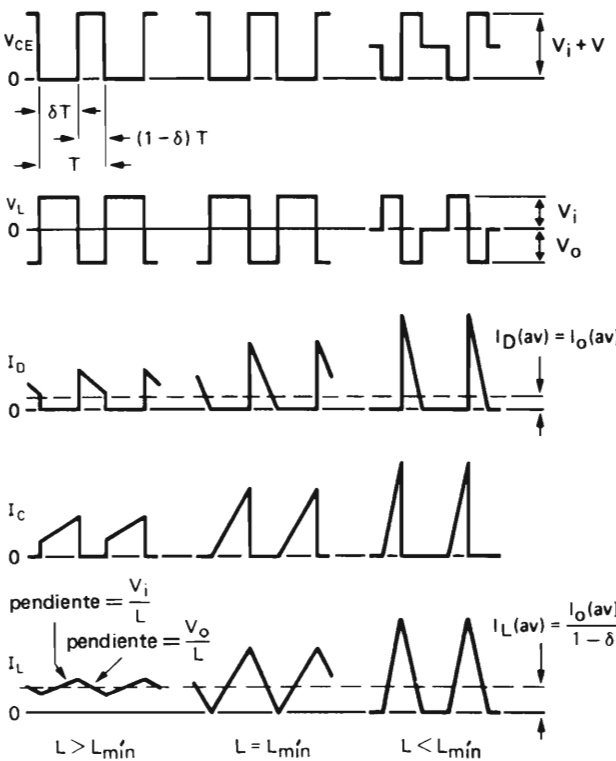 V_CE
0
V_i + V
δT
(1−δ) T
T
V_L
0
V_i
V_o
I_D
0
I_D(av) = I_o(av)
I_C
0
pendiente = V_i/L
pendiente = V_o/L
I_L
0
I_L(av) = I_o(av)/1−δ
L > L_mín
L = L_mín
L < L_mín